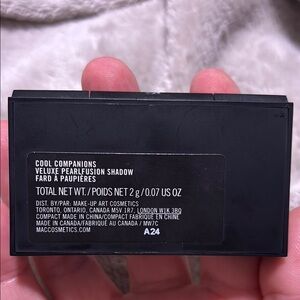 COOL COMPANIONS
VELUXE PEARLFUSION SHADOW
FARD À PAUPIÈRES
TOTAL NET WT. / POIDS NET 2 g / 0.07 US OZ
DIST. BY/PAR: MAKE-UP ART COSMETICS
TORONTO, ONTARIO, CANADA M5V 1R7, LONDON W1K 3BQ
COMPACT MADE IN CHINA/COMPACT FABRIQUÉ EN CHINE
MADE IN CANADA/FABRIQUÉ AU CANADA / MW7C
MACCOSMETICS.COM
A24